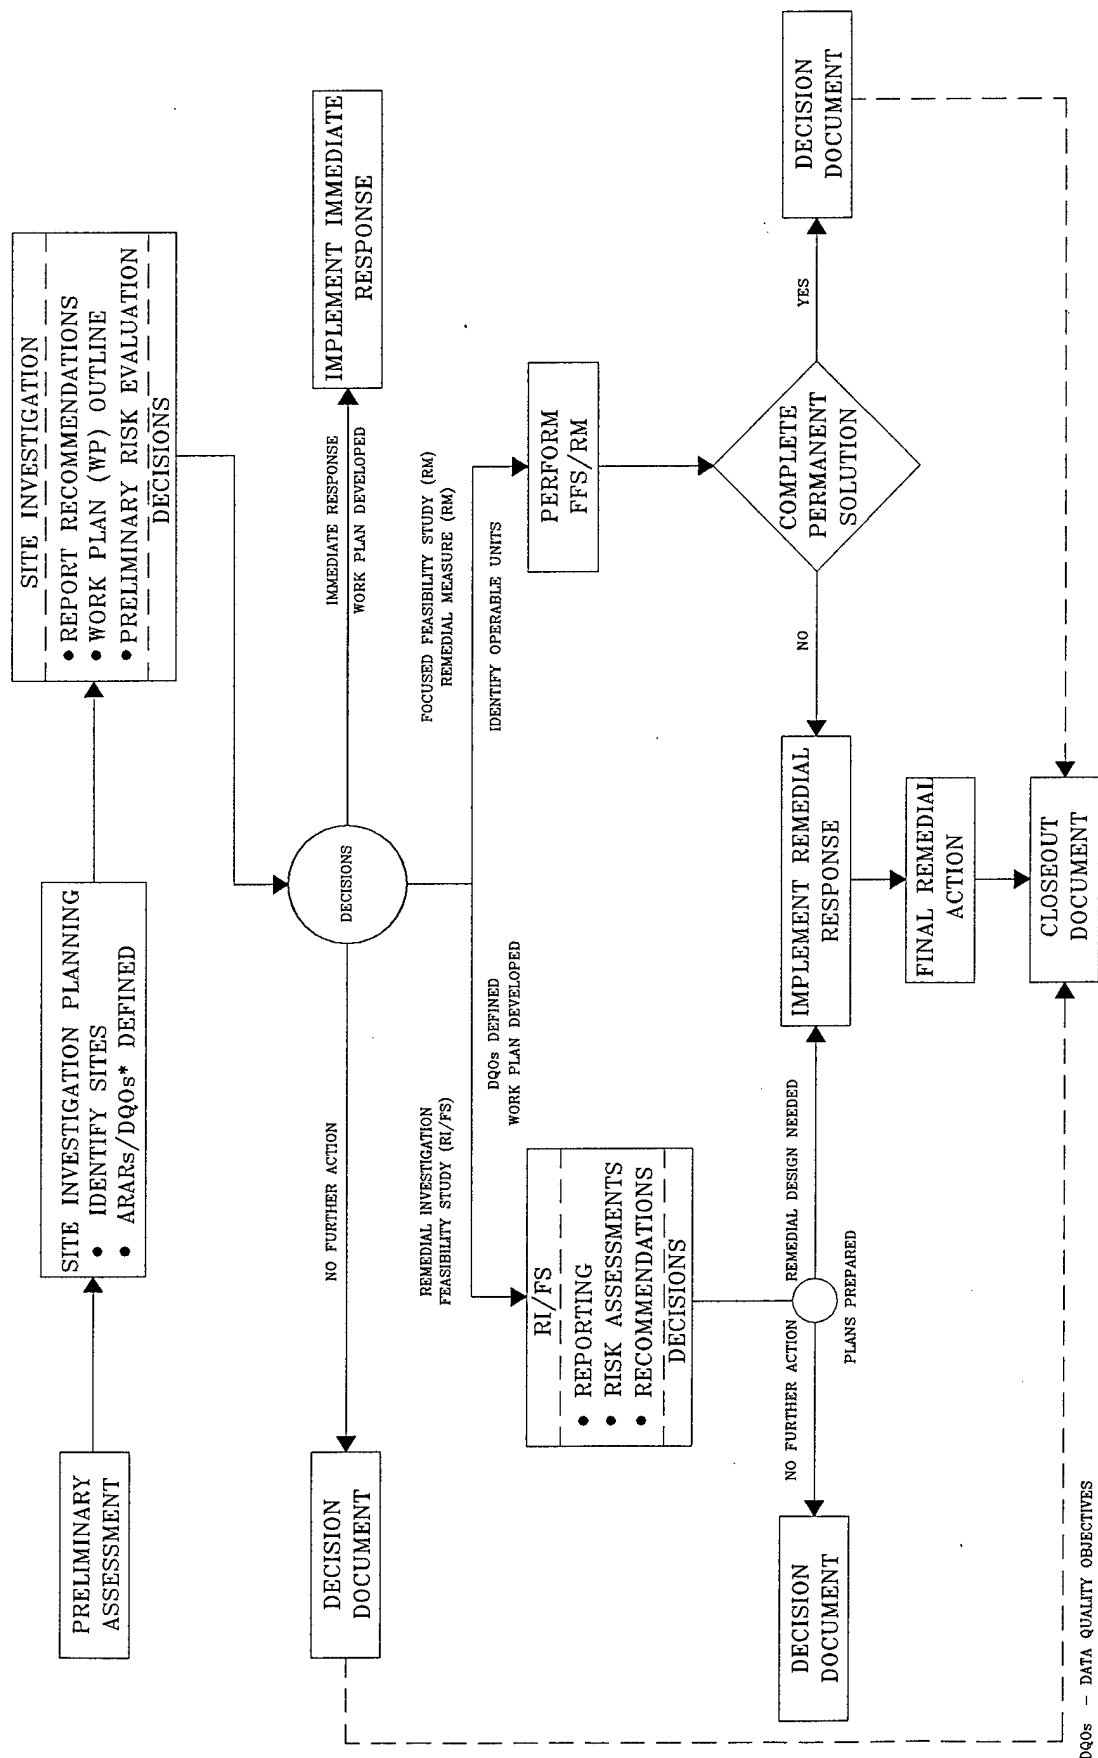 PRELIMINARY
ASSESSMENT
SITE INVESTIGATION PLANNING
• IDENTIFY SITES
• ARARs/DQOs* DEFINED
SITE INVESTIGATION
• REPORT RECOMMENDATIONS
• WORK PLAN (WP) OUTLINE
• PRELIMINARY RISK EVALUATION
DECISIONS
DECISION
DOCUMENT
NO FURTHER ACTION
DECISIONS
IMMEDIATE RESPONSE
WORK PLAN DEVELOPED
IMPLEMENT IMMEDIATE
RESPONSE
REMEDIAL INVESTIGATION
FEASIBILITY STUDY (RI/FS)
DQOs DEFINED
WORK PLAN DEVELOPED
FOCUSED FEASIBILITY STUDY (RM)
REMEDIAL MEASURE (RM)
IDENTIFY OPERABLE UNITS
RI/FS
• REPORTING
• RISK ASSESSMENTS
• RECOMMENDATIONS
DECISIONS
PERFORM
FFS/RM
DECISION
DOCUMENT
NO FURTHER ACTION
REMEDIAL DESIGN NEEDED
PLANS PREPARED
IMPLEMENT REMEDIAL
RESPONSE
NO
COMPLETE
PERMANENT
SOLUTION
YES
DECISION
DOCUMENT
FINAL REMEDIAL
ACTION
CLOSEOUT
DOCUMENT
DQOs - DATA QUALITY OBJECTIVES